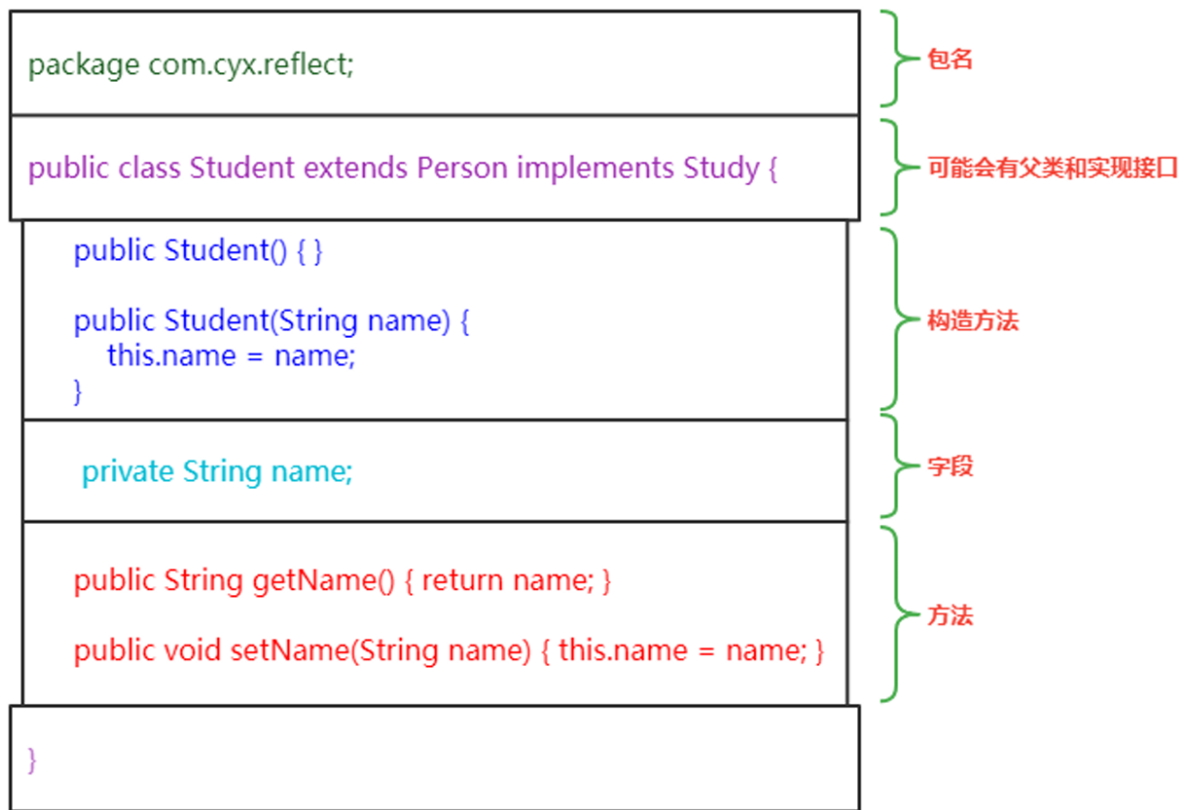 package com.cyx.reflect;
包名
public class Student extends Person implements Study {
可能会有父类和实现接口
public Student() { }
public Student(String name) {
this.name = name;
}
构造方法
private String name;
字段
public String getName() { return name; }
public void setName(String name) { this.name = name; }
方法
}